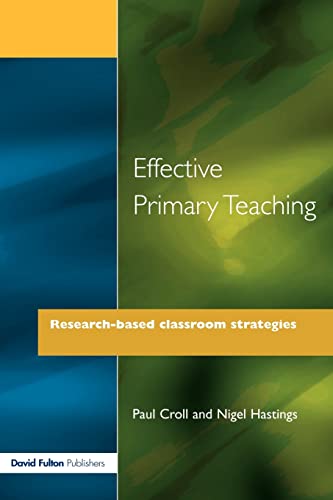 Effective
Primary Teaching
Research-based classroom strategies
Paul Croll and Nigel Hastings
David Fulton Publishers